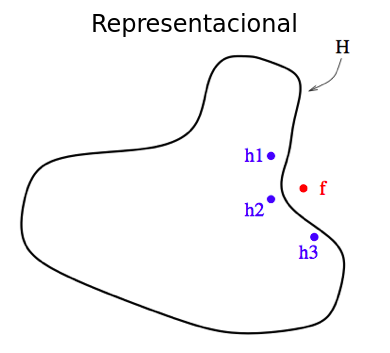 Representacional
H
h1
f
h2
h3